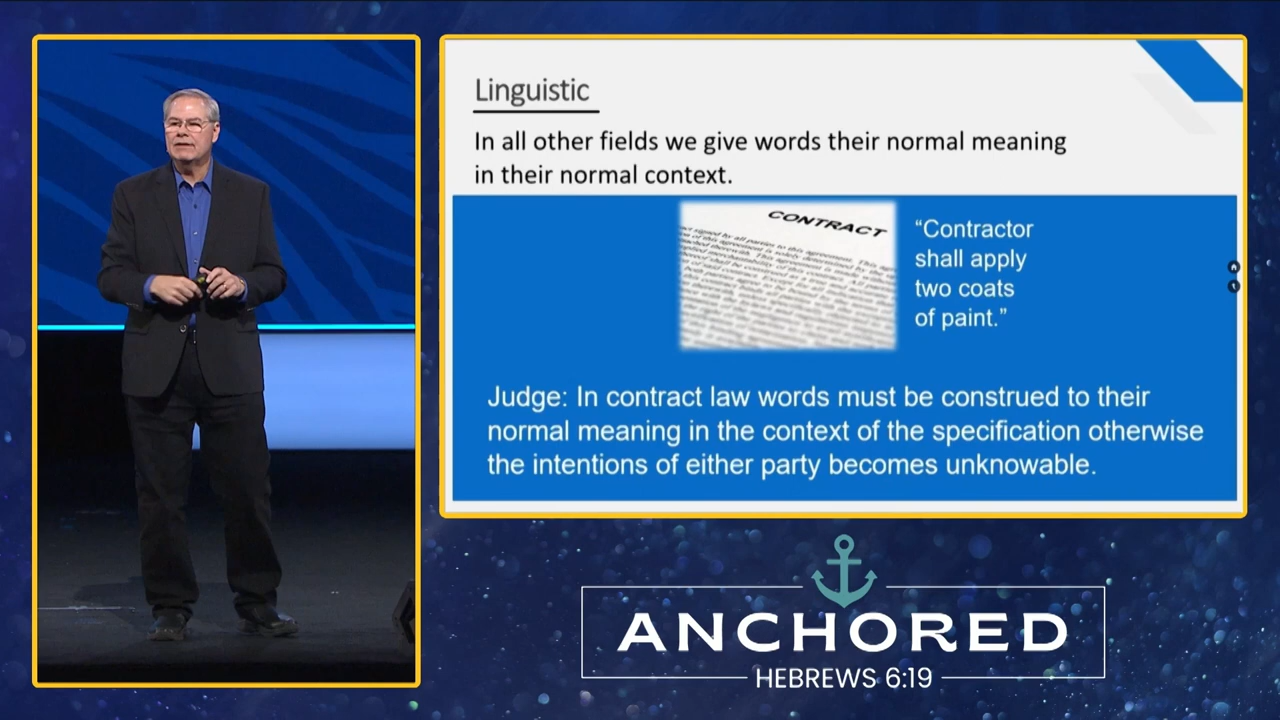 Linguistic
In all other fields we give words their normal meaning
in their normal context.
CONTRACT
“Contractor
shall apply
two coats
of paint.”
Judge: In contract law words must be construed to their
normal meaning in the context of the specification otherwise
the intentions of either party becomes unknowable.
ANCHORED
HEBREWS 6:19